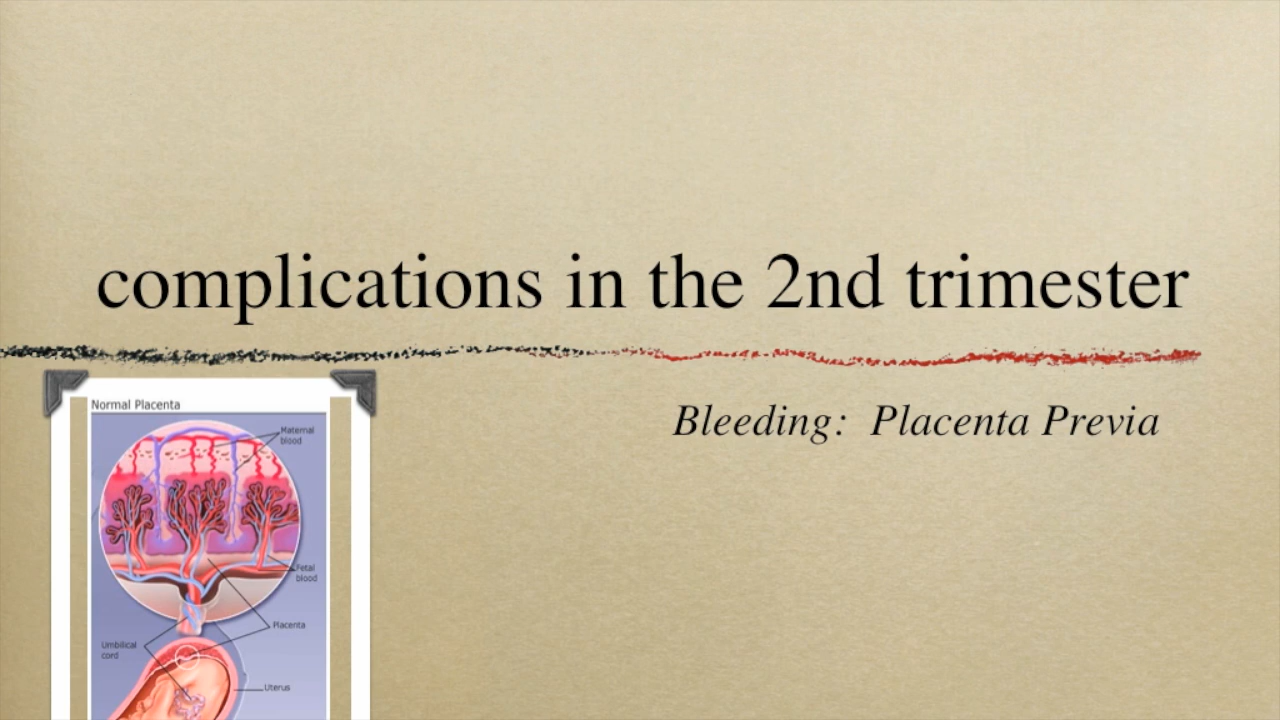 complications in the 2nd trimester
Bleeding: Placenta Previa
Normal Placenta
Maternal
blood
Fetal
blood
Placenta
Umbilical
cord
Uterus